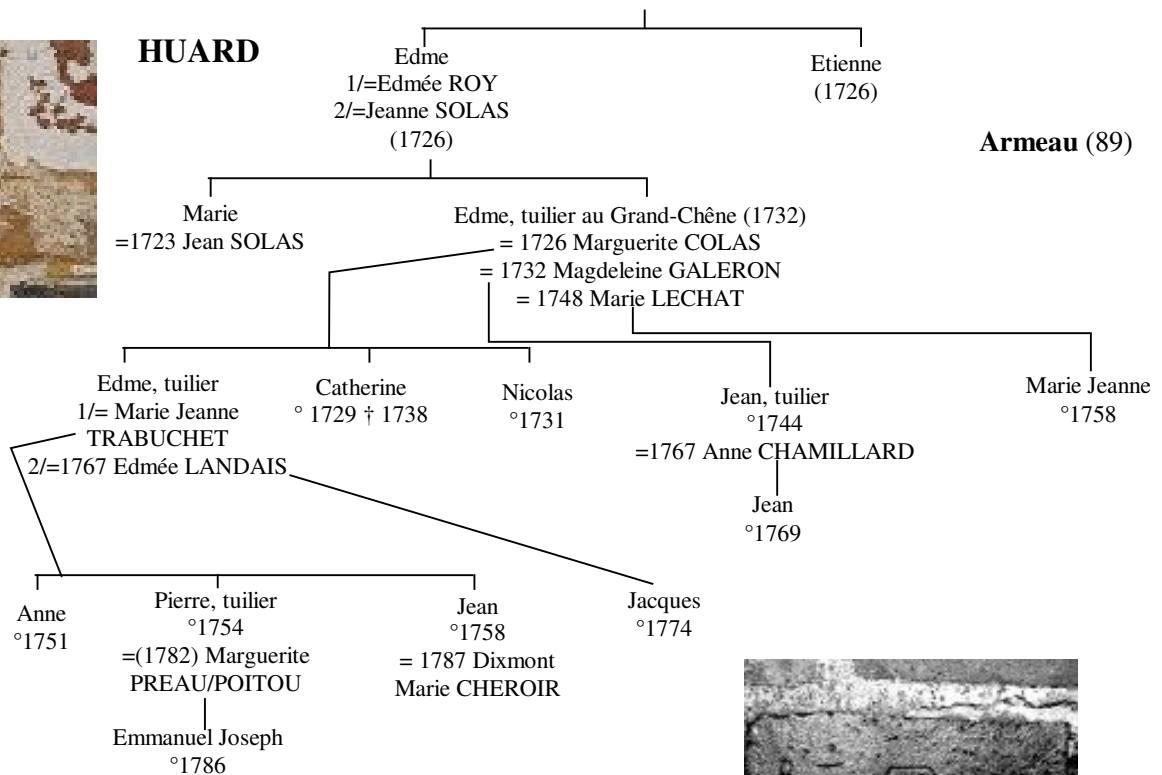 HUARD
Edme
1/=Edmée ROY
2/=Jeanne SOLAS
(1726)
Etienne
(1726)
Armeau (89)
Marie
=1723 Jean SOLAS
Edme, tuilier au Grand-Chêne (1732)
= 1726 Marguerite COLAS
= 1732 Magdeleine GALERON
= 1748 Marie LECHAT
Edme, tuilier
1/= Marie Jeanne
TRABUCHET
2/=1767 Edmée LANDAIS
Catherine
° 1729 † 1738
Nicolas
°1731
Jean, tuilier
°1744
=1767 Anne CHAMILLARD
Jean
°1769
Marie Jeanne
°1758
Anne
°1751
Pierre, tuilier
°1754
=(1782) Marguerite
PREAU/POITOU
Emmanuel Joseph
°1786
Jean
°1758
= 1787 Dixmont
Marie CHEROIR
Jacques
°1774